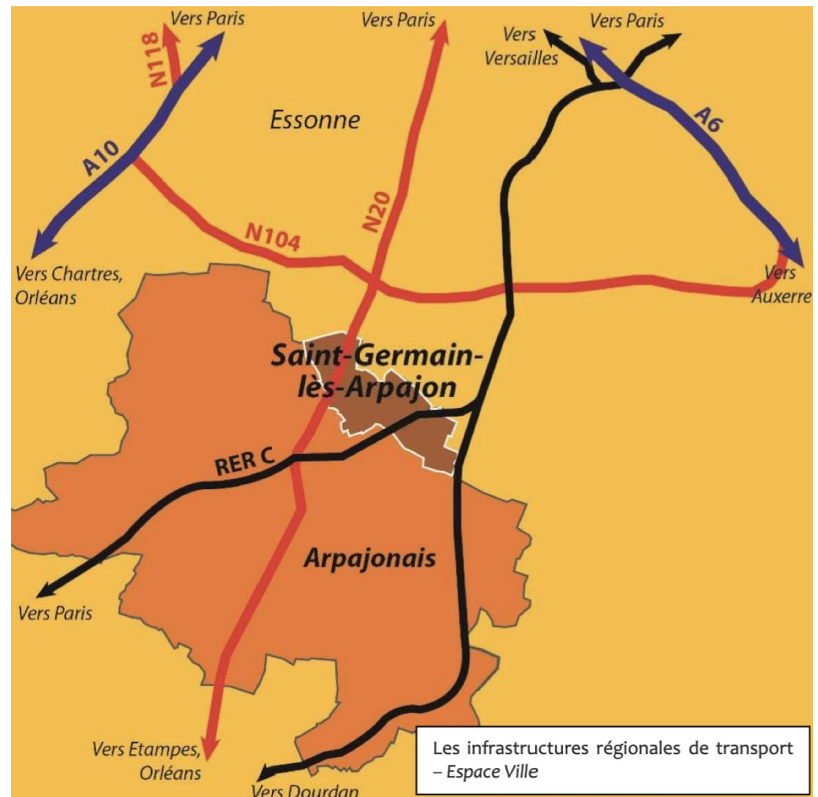 Vers Paris
Vers Paris
Vers Paris
Vers
Versailles
N118
A10
Essonne
A6
N20
N104
Vers Chartres,
Orléans
Vers
Auxerre
Saint-Germain-
lès-Arpajon
RER C
Arpajonais
Vers Paris
Vers Etampes,
Orléans
Vers Dourdan
Les infrastructures régionales de transport
– Espace Ville